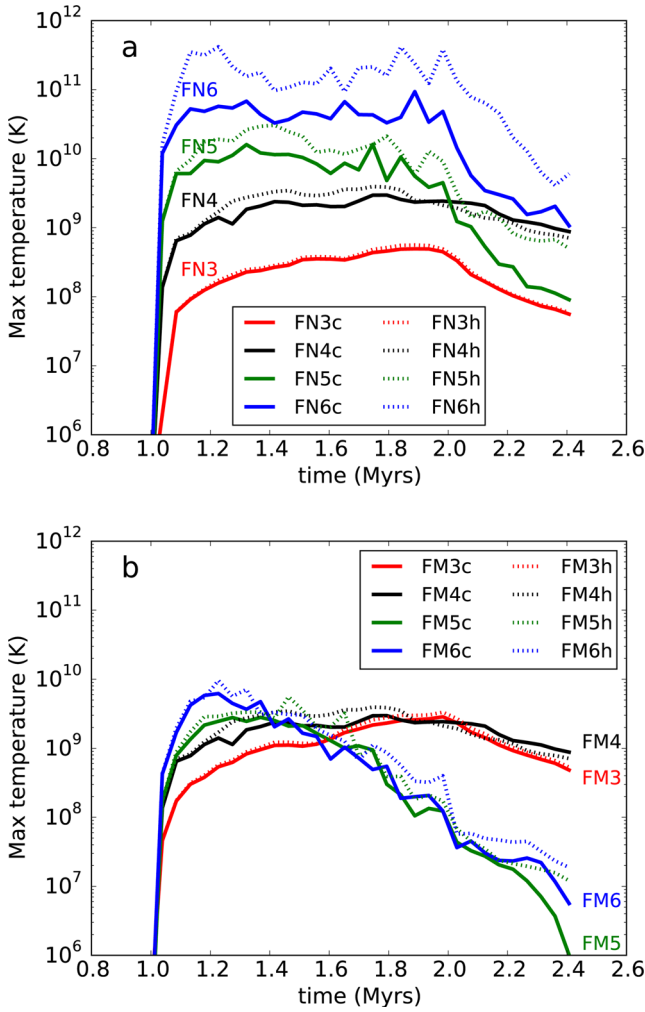 a
10¹²
10¹¹
10¹⁰
10⁹
10⁸
10⁷
10⁶
Max temperature (K)
FN6
FN5
FN4
FN3
FN3c FN3h
FN4c FN4h
FN5c FN5h
FN6c FN6h
0.8 1.0 1.2 1.4 1.6 1.8 2.0 2.2 2.4 2.6
time (Myrs)
b
10¹²
10¹¹
10¹⁰
10⁹
10⁸
10⁷
10⁶
Max temperature (K)
FM3c FM3h
FM4c FM4h
FM5c FM5h
FM6c FM6h
FM4
FM3
FM6
FM5
0.8 1.0 1.2 1.4 1.6 1.8 2.0 2.2 2.4 2.6
time (Myrs)